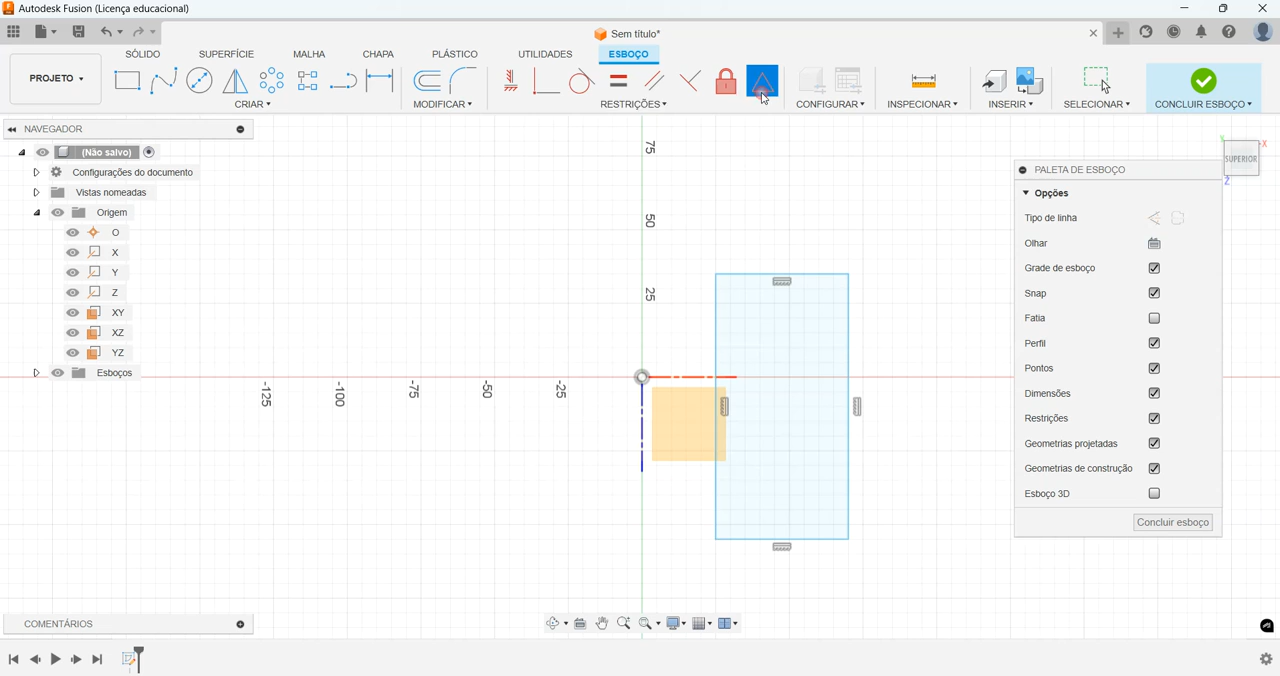 Autodesk Fusion (Licença educacional)
Sem título*
PROJETO
SÓLIDO
SUPERFÍCIE
MALHA
CHAPA
PLÁSTICO
UTILIDADES
ESBOÇO
CRIAR
MODIFICAR
RESTRIÇÕES
CONFIGURAR
INSPECIONAR
INSERIR
SELECIONAR
CONCLUIR ESBOÇO
NAVEGADOR
(Não salvo)
Configurações do documento
Vistas nomeadas
Origem
O
X
Y
Z
XY
XZ
YZ
Esboços
75
50
25
-25
-50
-75
-100
-125
X
Y
Z
SUPERIOR
PALETA DE ESBOÇO
Opções
Tipo de linha
Olhar
Grade de esboço
Snap
Fatia
Perfil
Pontos
Dimensões
Restrições
Geometrias projetadas
Geometrias de construção
Esboço 3D
Concluir esboço
COMENTÁRIOS